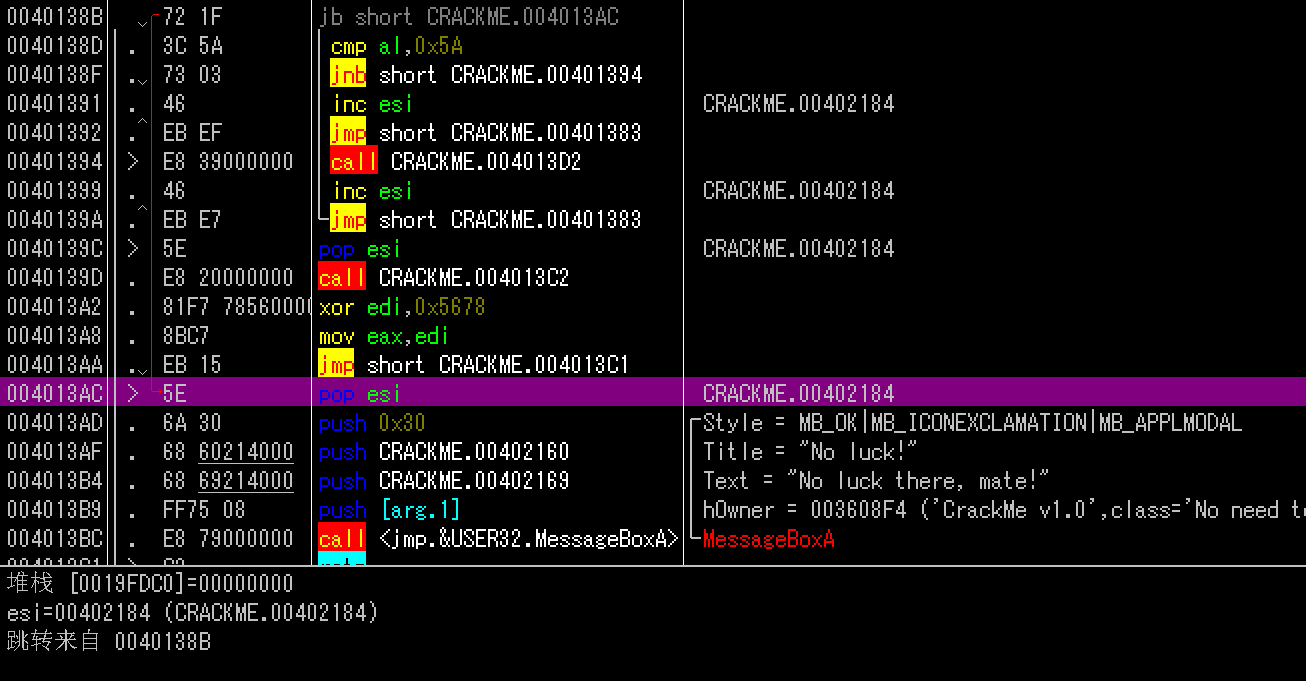 0040138B 72 1F jb short CRACKME.004013AC
0040138D . 3C 5A cmp al,0x5A
0040138F . 73 03 jnb short CRACKME.00401394
00401391 . 46 inc esi CRACKME.00402184
00401392 . EB EF jmp short CRACKME.00401383
00401394 > E8 39000000 call CRACKME.004013D2
00401399 . 46 inc esi CRACKME.00402184
0040139A . EB E7 jmp short CRACKME.00401383
0040139C > 5E pop esi CRACKME.00402184
0040139D . E8 20000000 call CRACKME.004013C2
004013A2 . 81F7 78560000 xor edi,0x5678
004013A8 . 8BC7 mov eax,edi
004013AA . EB 15 jmp short CRACKME.004013C1
004013AC > 5E pop esi CRACKME.00402184
004013AD . 6A 30 push 0x30 Style = MB_OK|MB_ICONEXCLAMATION|MB_APPLMODAL
004013AF . 68 60214000 push CRACKME.00402160 Title = "No luck!"
004013B4 . 68 69214000 push CRACKME.00402169 Text = "No luck there, mate!"
004013B9 . FF75 08 push [arg.1] hOwner = 003608F4 ('CrackMe v1.0',class='No need t
004013BC . E8 79000000 call <jmp.&USER32.MessageBoxA> MessageBoxA
堆栈 [0019FDC0]=00000000
esi=00402184 (CRACKME.00402184)
跳转来自 0040138B